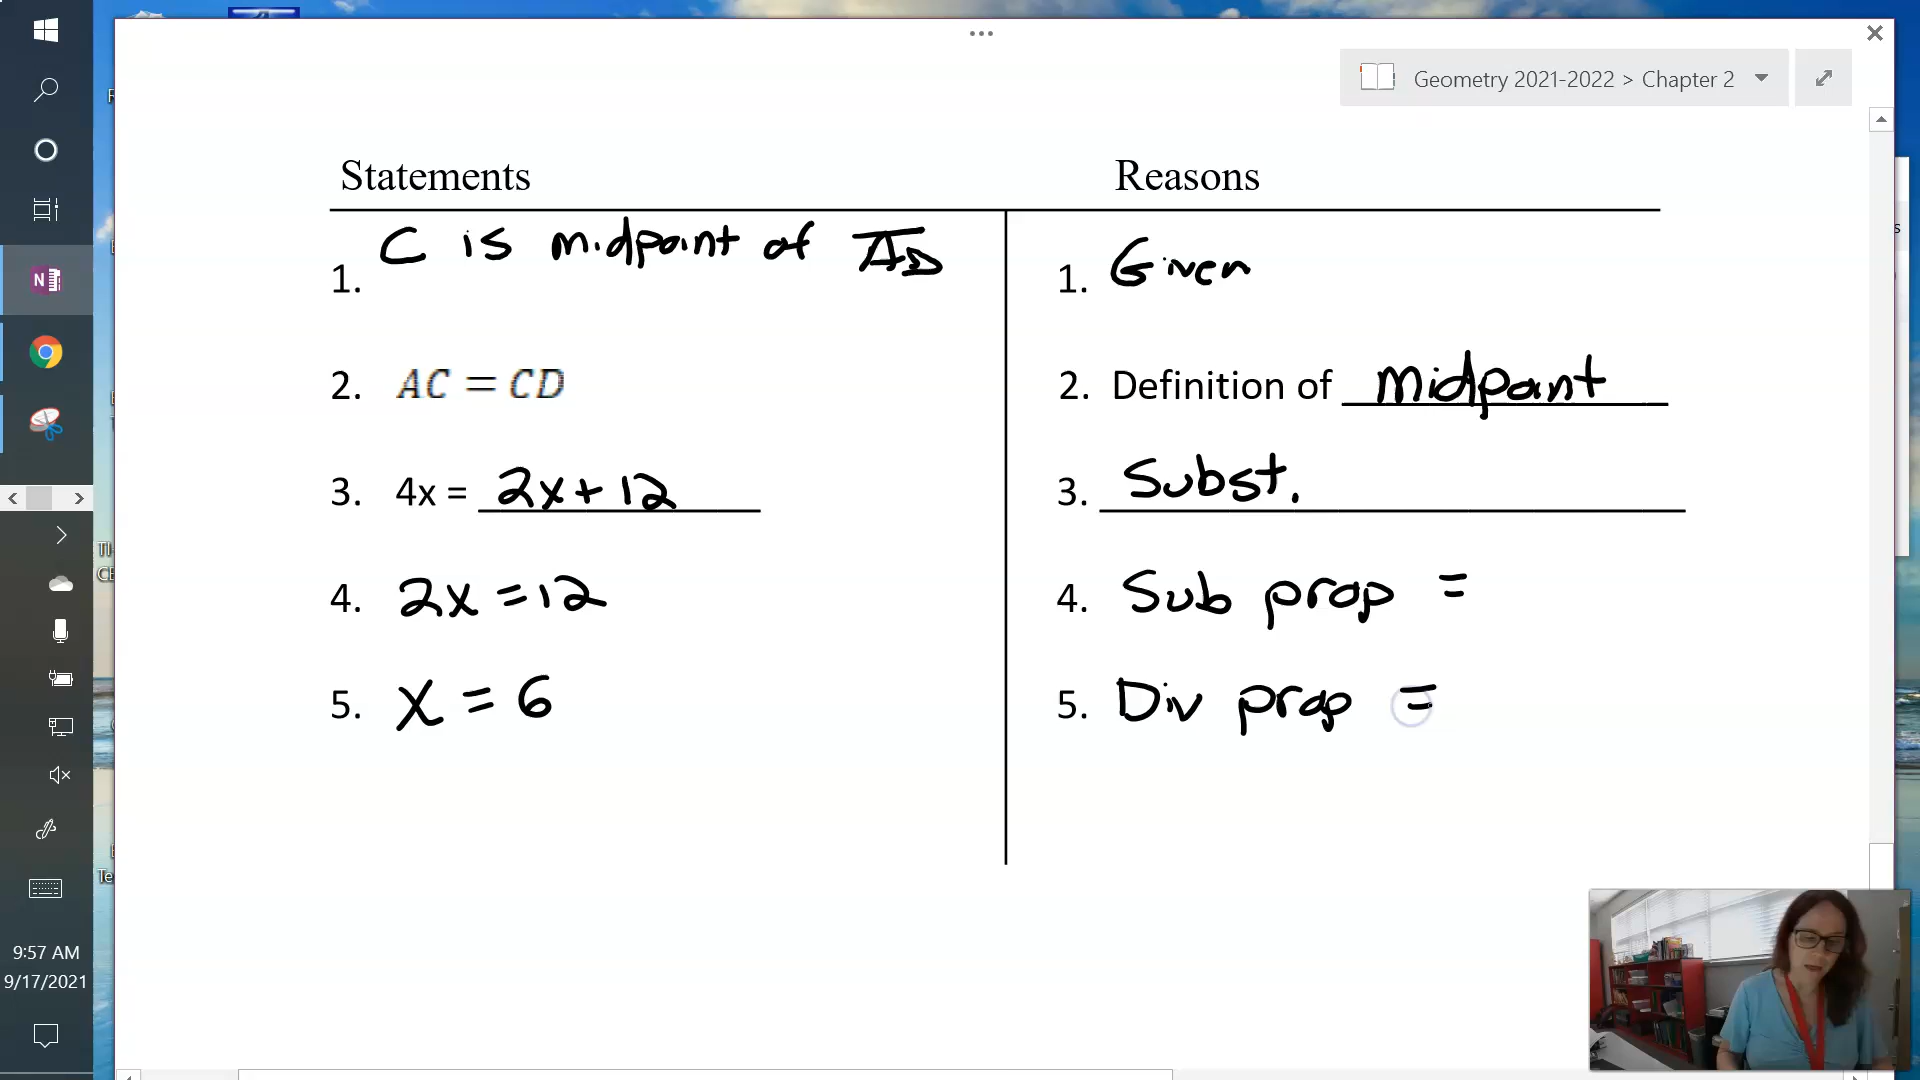 Geometry 2021-2022 > Chapter 2
Statements Reasons
1. C is midpoint of AD 1. Given
2. AC = CD 2. Definition of midpoint
3. 4x = 2x+12 3. Subst.
4. 2x =12 4. Sub prop =
5. x = 6 5. Div prop =
9:57 AM
9/17/2021